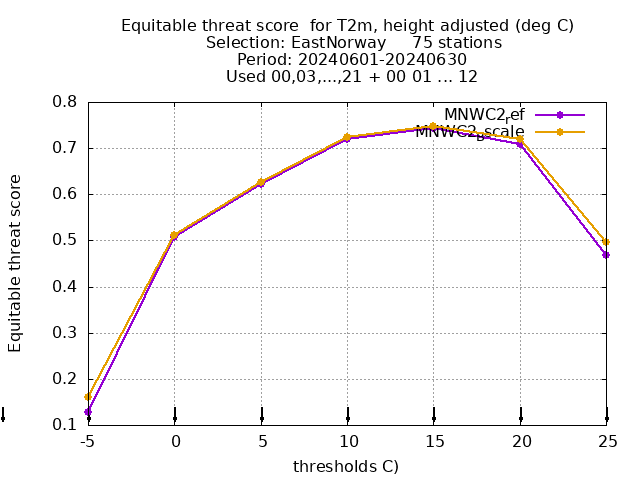 Equitable threat score  for T2m, height adjusted (deg C)
Selection: EastNorway     75 stations
Period: 20240601-20240630
Used 00,03,...,21 + 00 01 ... 12
MNWC2ref
MNWC2sscale
Equitable threat score
0.8
0.7
0.6
0.5
0.4
0.3
0.2
0.1
-5
0
5
10
15
20
25
thresholds C)